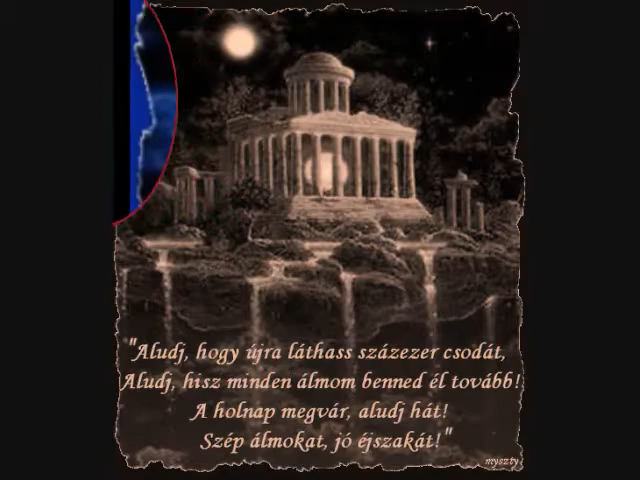 "Aludj, hogy újra láthass százezer csodát,
Aludj, hisz minden álmom benned él tovább!
A holnap megvár, aludj hát!
Szép álmokat, jó éjszakát!"
myszty